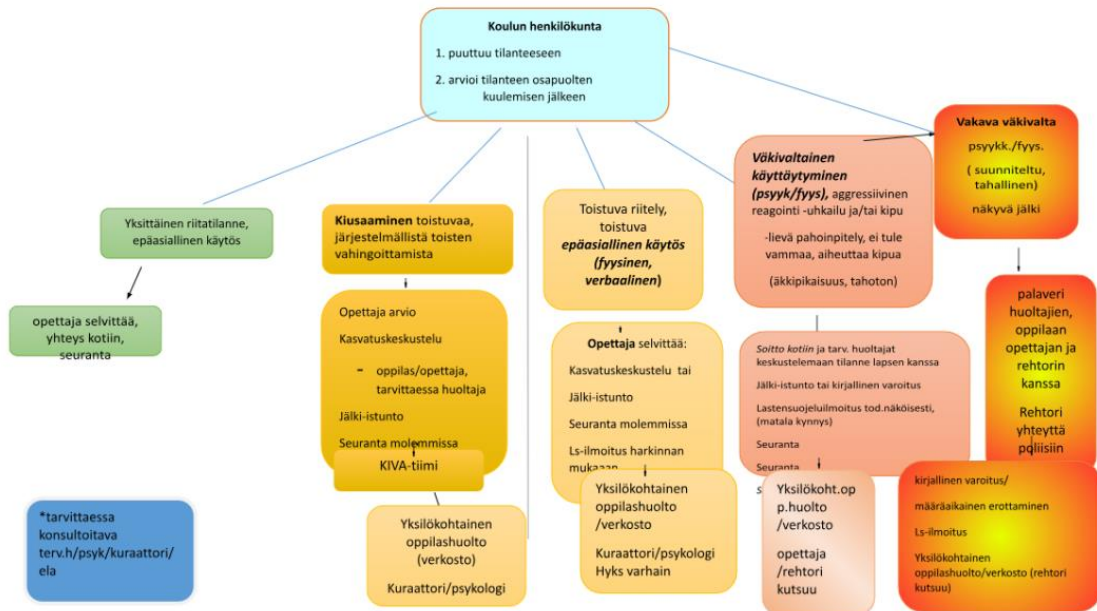 Koulun henkilökunta
1. puuttuu tilanteeseen
2. arvioi tilanteen osapuolten
kuulemisen jälkeen
Yksittäinen riitatilanne,
epäasiallinen käytös
opettaja selvittää,
yhteys kotiin,
seuranta
*tarvittaessa
konsultoitava
terv.h/psyk/kuraattori/
ela
Kiusaaminen toistuvaa,
järjestelmällistä toisten
vahingoittamista
Opettaja arvio
Kasvatuskeskustelu
- oppilas/opettaja,
tarvittaessa huoltaja
Jälki-istunto
Seuranta molemmissa
KIVA-tiimi
Yksilökohtainen
oppilashuolto
(verkosto)
Kuraattori/psykologi
Toistuva riitely,
toistuva
epäasiallinen käytös
(fyysinen,
verbaalinen)
Opettaja selvittää:
Kasvatuskeskustelu tai
Jälki-istunto
Seuranta molemmissa
Ls-ilmoitus harkinnan
mukaaan
Yksilökohtainen
oppilashuolto
/verkosto
Kuraattori/psykologi
Hyks varhain
Väkivaltainen
käyttäytyminen
(psyyk/fyys), aggressiivinen
reagointi -uhkailu ja/tai kipu
-lievä pahoinpitely, ei tule
vammaa, aiheuttaa kipua
(äkkipikaisuus, tahoton)
Soitto kotiin ja tarv. huoltajat
keskustelemaan tilanne lapsen kanssa
Jälki-istunto tai kirjallinen varoitus
Lastensuojeluilmoitus tod.näköisesti,
(matala kynnys)
Seuranta
Seuranta
Yksilökoht.op
p.huolto
/verkosto
opettaja
/rehtori
kutsuu
Vakava väkivalta
psyykk./fyys.
( suunniteltu,
tahallinen)
näkyvä jälki
palaveri
huoltajien,
oppilaan
opettajan ja
rehtorin
kanssa
Rehtori
yhteyttä
poliisiin
kirjallinen varoitus/
määräaikainen erottaminen
Ls-ilmoitus
Yksilökohtainen
oppilashuolto/verkosto (rehtori
kutsuu)